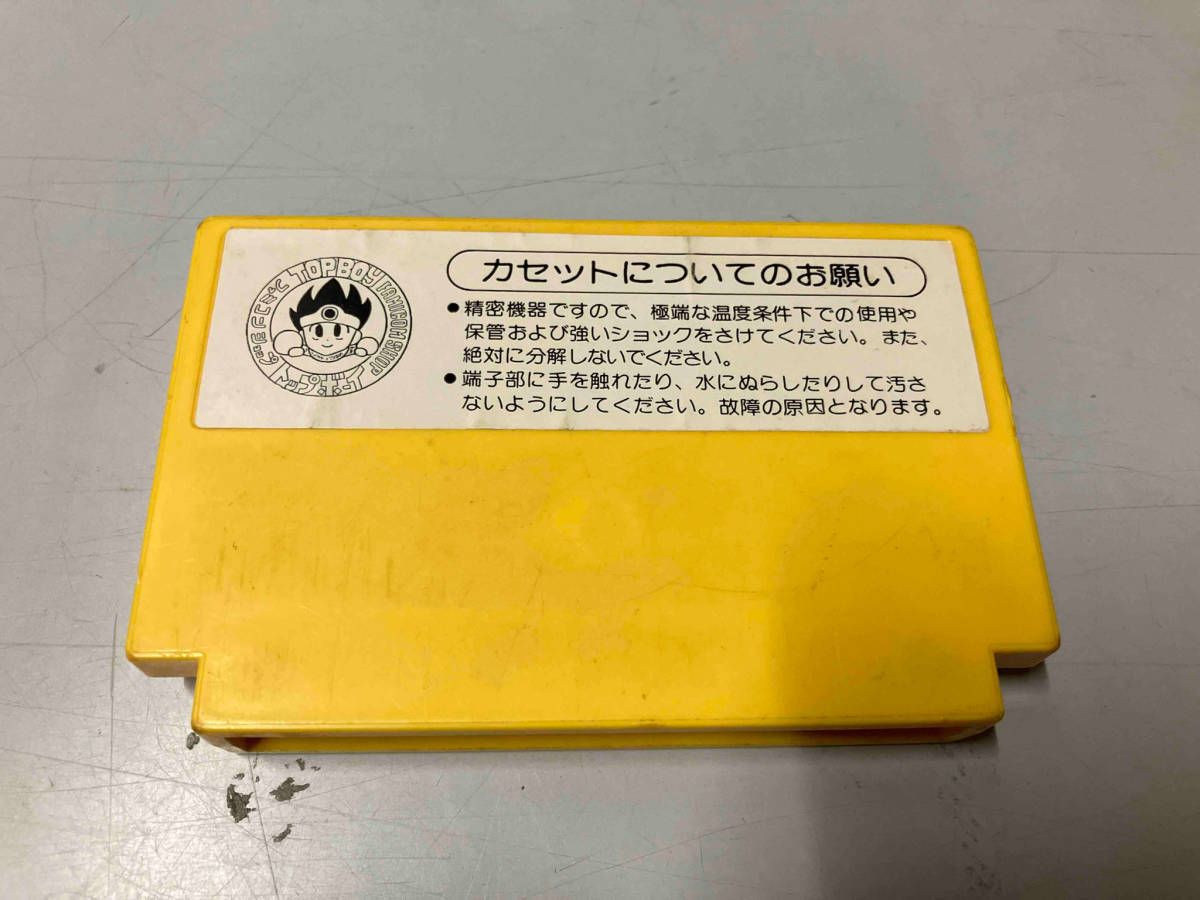 カセットについてのお願い
●精密機器ですので、極端な温度条件下での使用や
保管および強いショックをさけてください。また、
絶対に分解しないでください。
●端子部に手を触れたり、水にぬらしたりして汚さ
ないようにしてください。故障の原因となります。
TOPBOY FAMICOM SHOP
トップボーイ